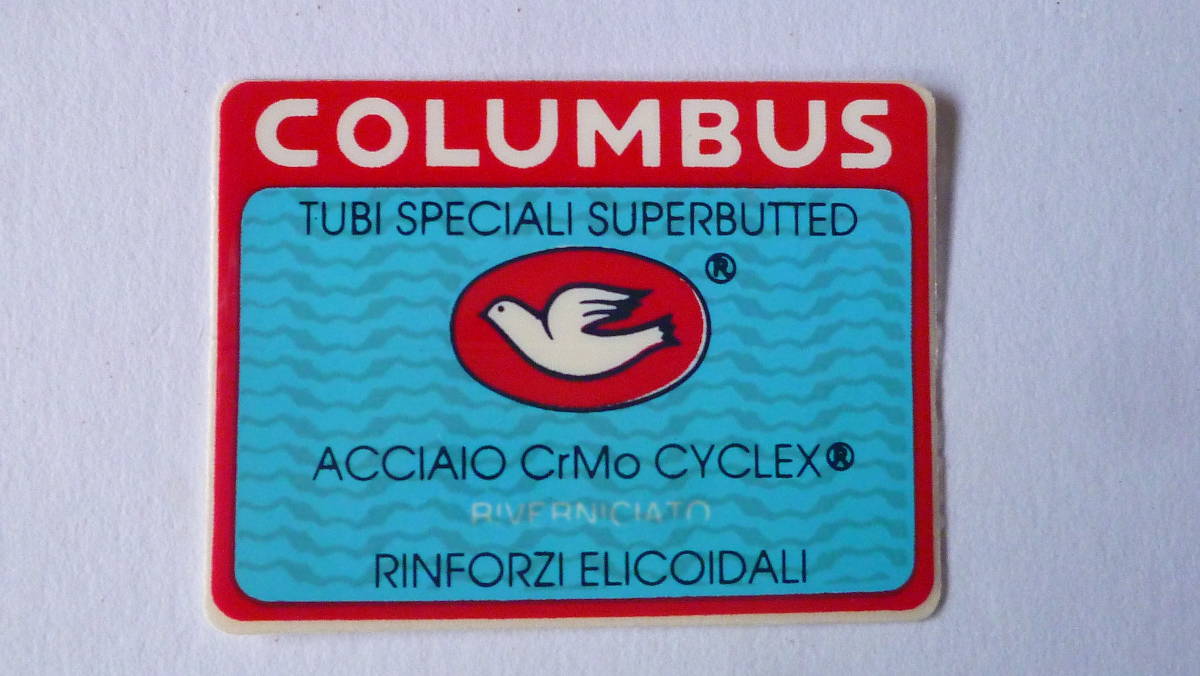 COLUMBUS
TUBI SPECIALI SUPERBUTTED
®
ACCIAIO CrMo CYCLEX®
RIVERNICIATO
RINFORZI ELICOIDALI